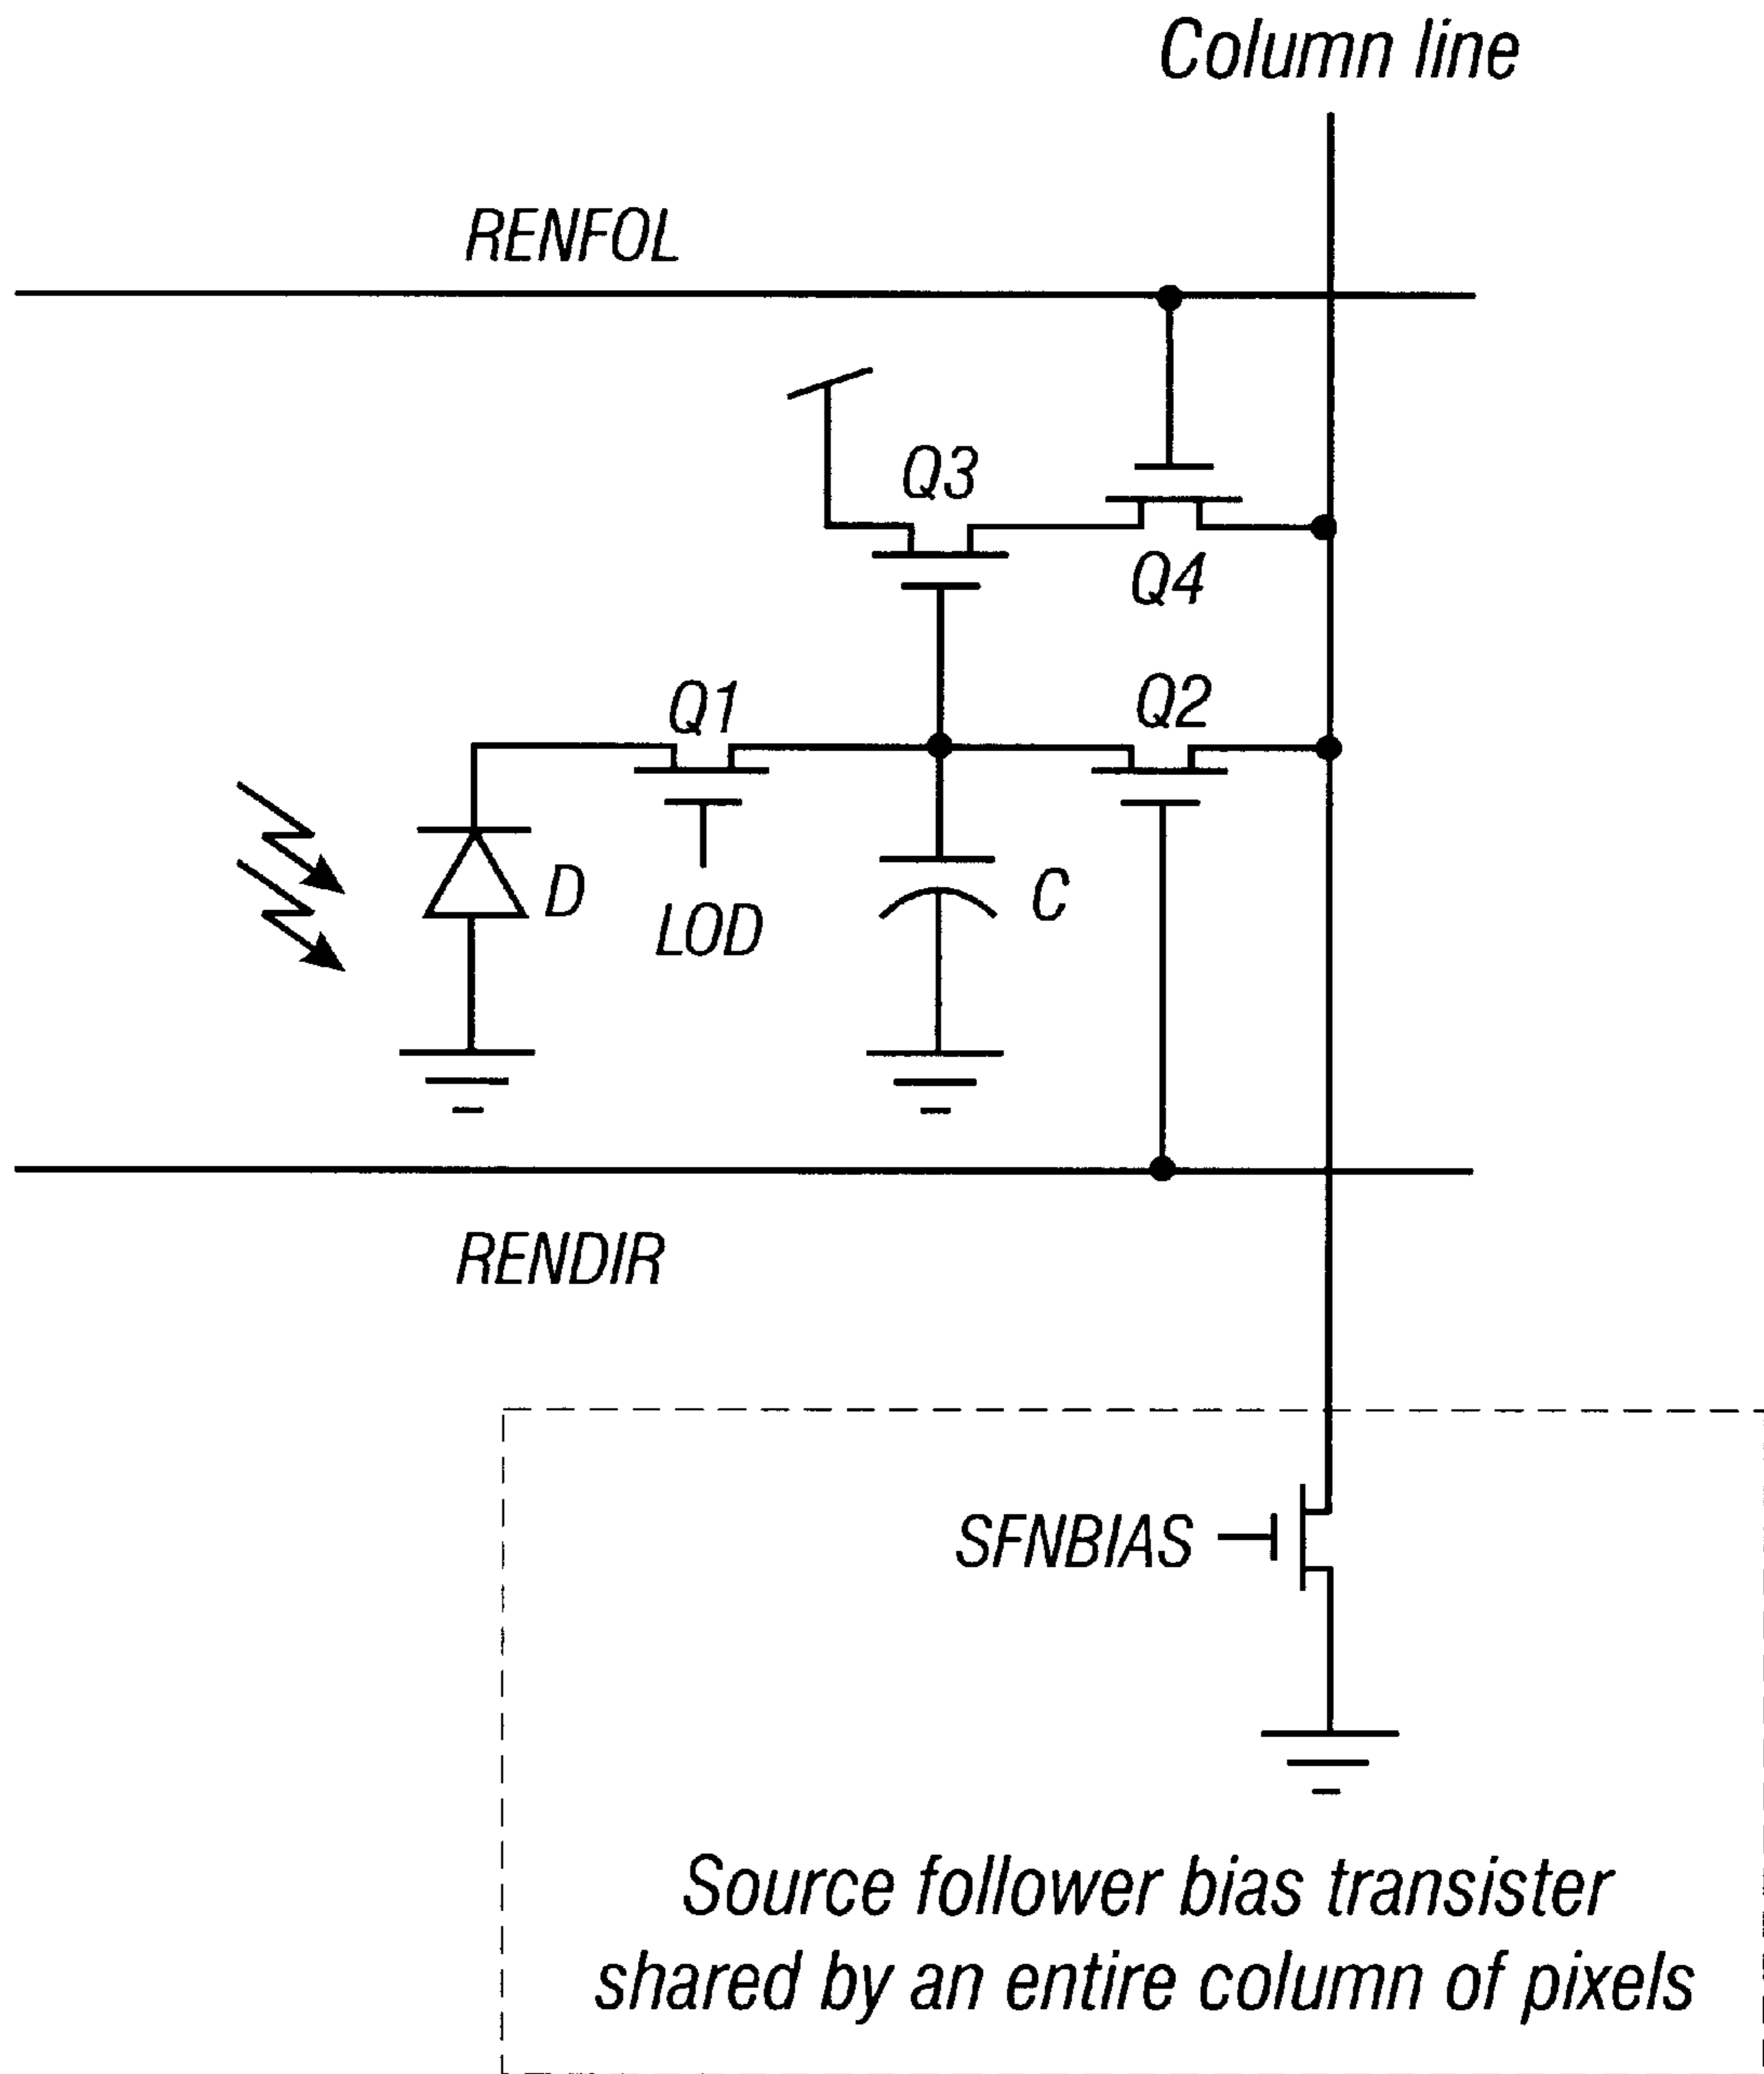 Column line
RENFOL
Q3
Q4
Q1
Q2
D
LOD
C
RENDIR
SFNBIAS
Source follower bias transister
shared by an entire column of pixels